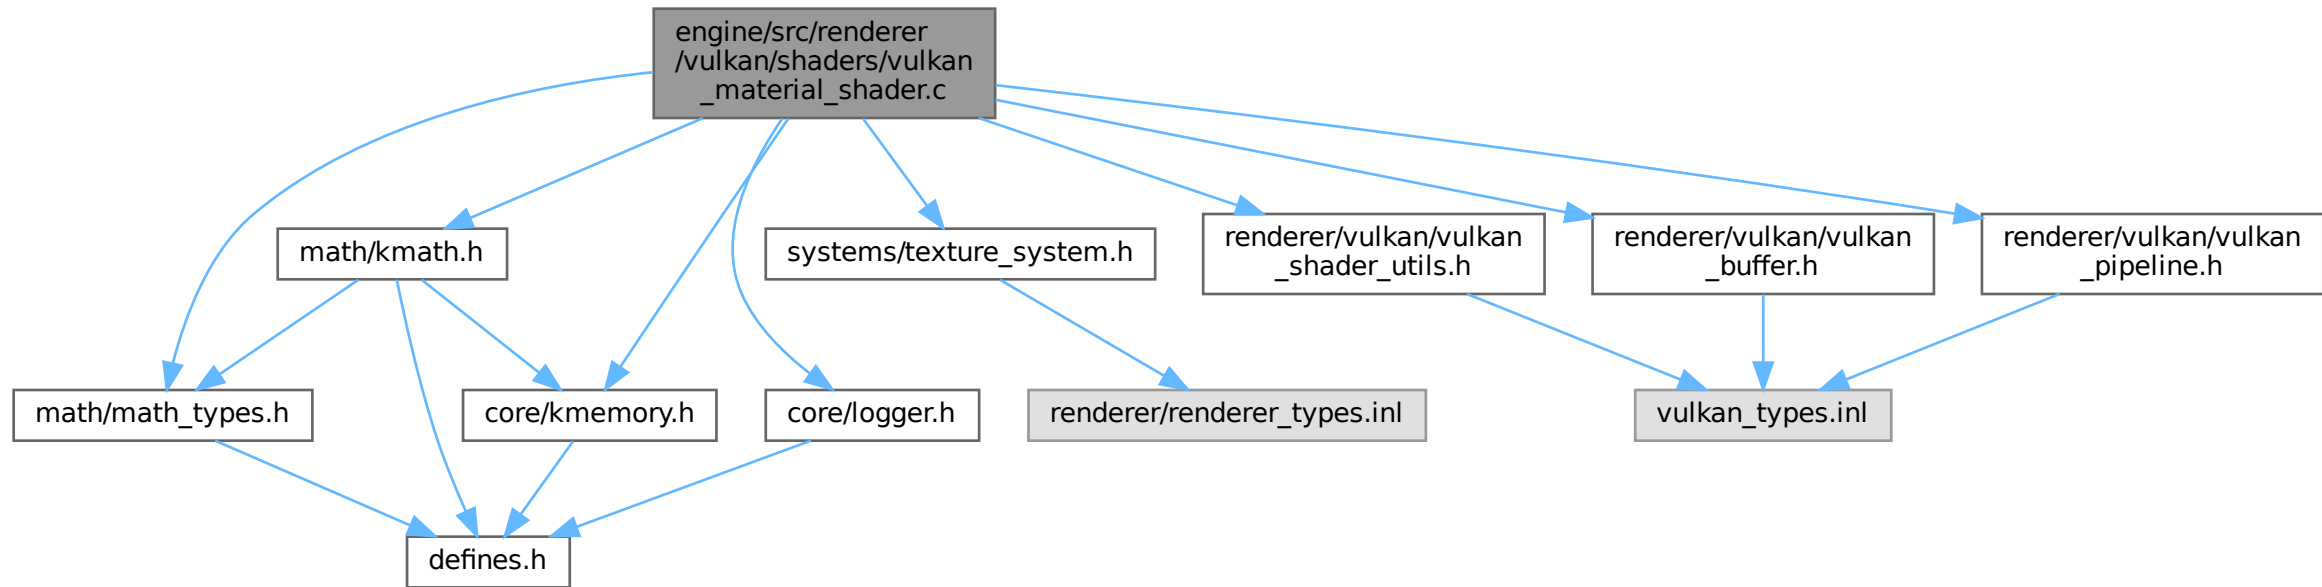 engine/src/renderer
/vulkan/shaders/vulkan
_material_shader.c
math/kmath.h
systems/texture_system.h
renderer/vulkan/vulkan
_shader_utils.h
renderer/vulkan/vulkan
_buffer.h
renderer/vulkan/vulkan
_pipeline.h
math/math_types.h
core/kmemory.h
core/logger.h
renderer/renderer_types.inl
vulkan_types.inl
defines.h